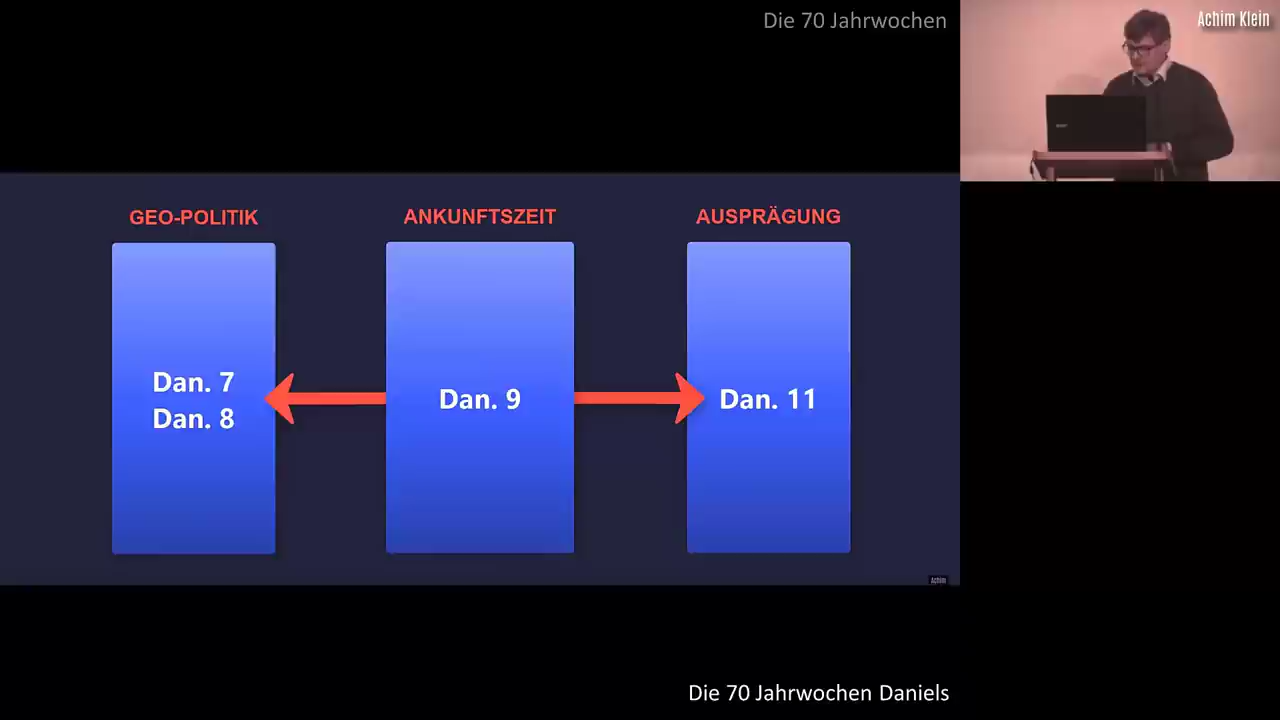 Die 70 Jahrwochen
Achim Klein
GEO-POLITIK
ANKUNFTSZEIT
AUSPRÄGUNG
Dan. 7
Dan. 8
Dan. 9
Dan. 11
Achim
Die 70 Jahrwochen Daniels